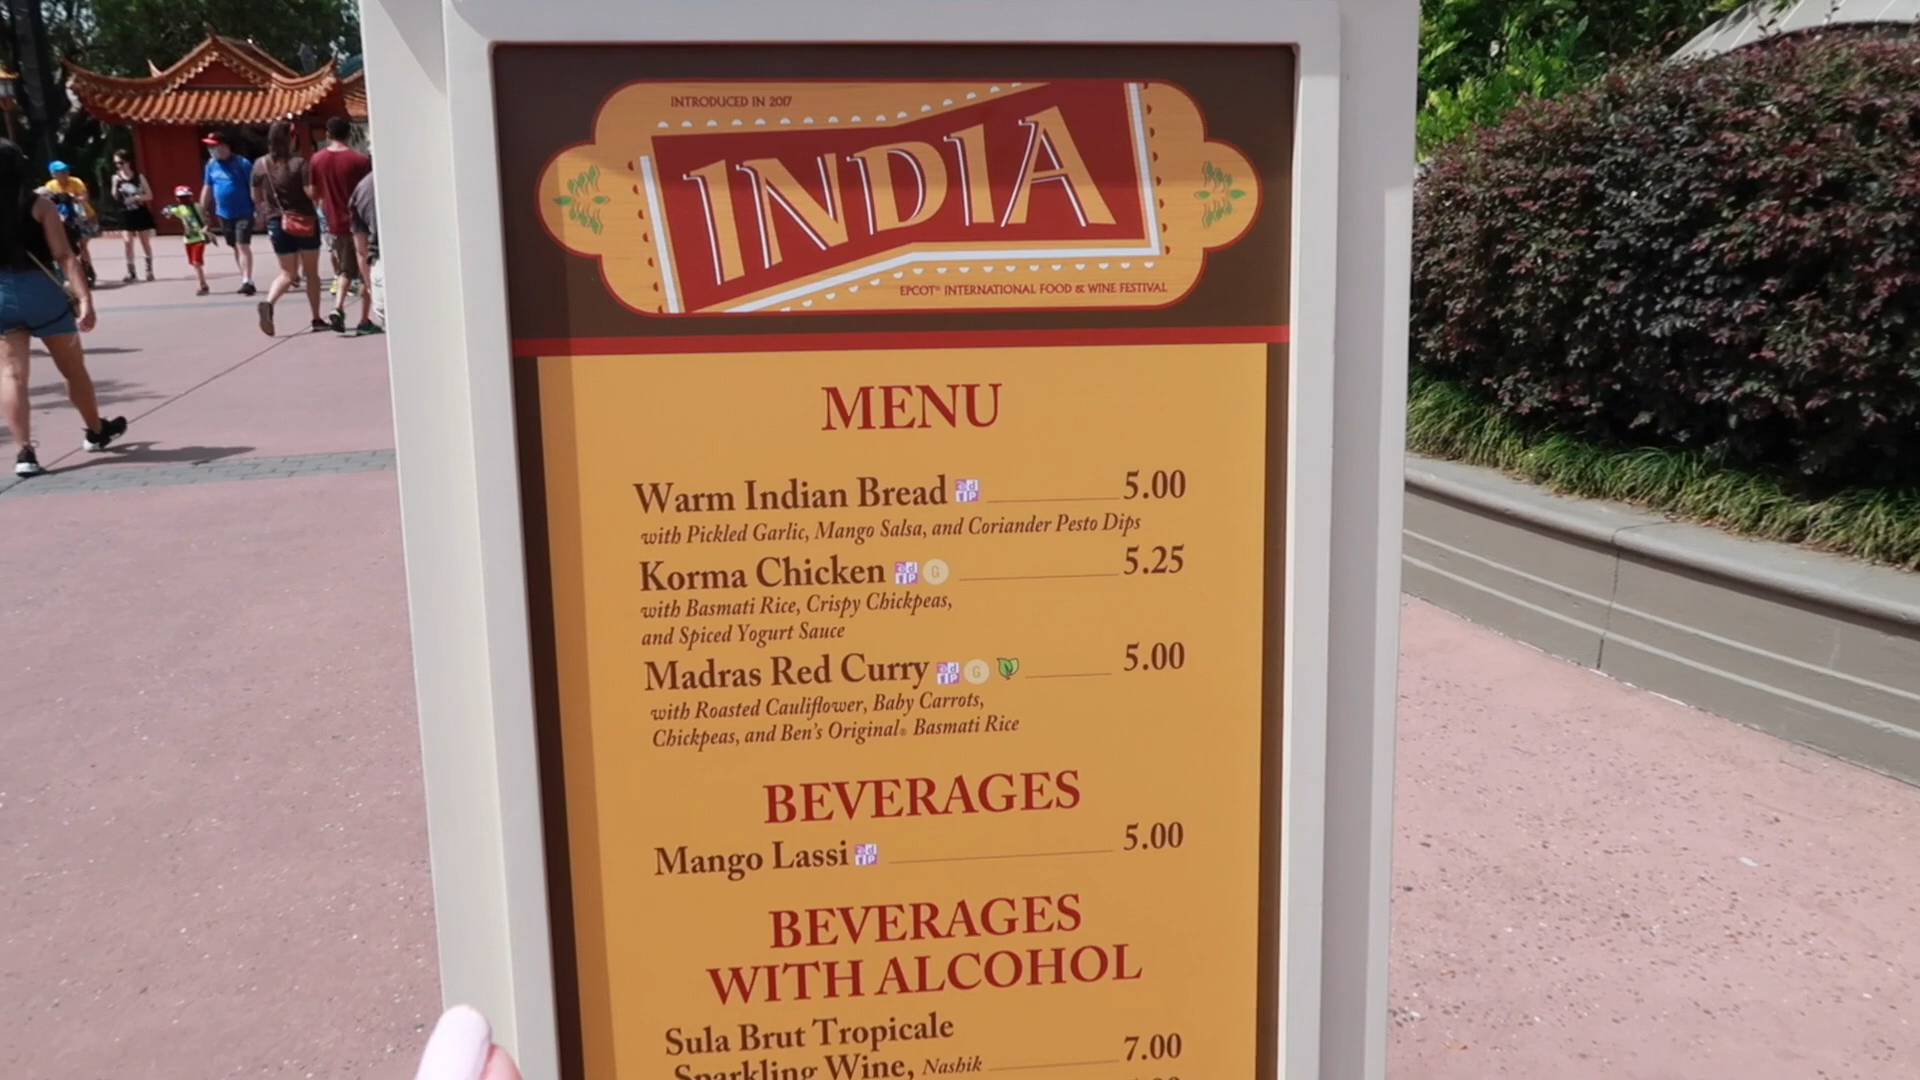 INTRODUCED IN 2017
INDIA
EPCOT® INTERNATIONAL FOOD & WINE FESTIVAL
MENU
Warm Indian Bread 5.00
with Pickled Garlic, Mango Salsa, and Coriander Pesto Dips
Korma Chicken G 5.25
with Basmati Rice, Crispy Chickpeas,
and Spiced Yogurt Sauce
Madras Red Curry G 5.00
with Roasted Cauliflower, Baby Carrots,
Chickpeas, and Ben's Original® Basmati Rice
BEVERAGES
Mango Lassi 5.00
BEVERAGES
WITH ALCOHOL
Sula Brut Tropicale
Sparkling Wine, Nashik 7.00